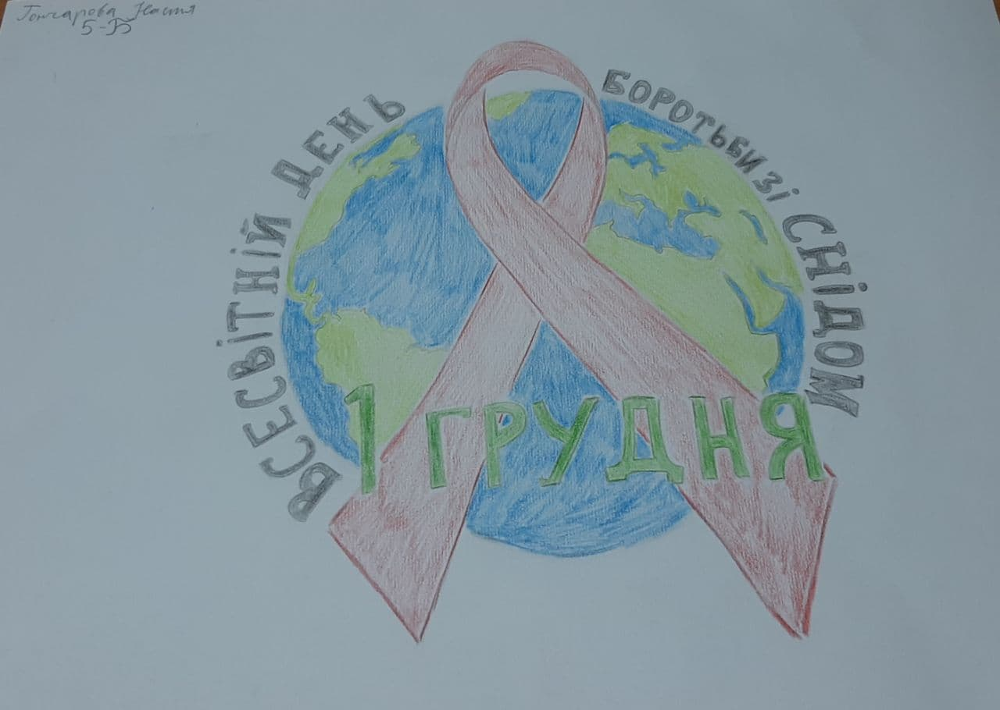 Гончарова Настя
5-Б
ВСЕСВІТНІЙ ДЕНЬ БОРОТЬБИ ЗІ СНІДОМ
1 ГРУДНЯ